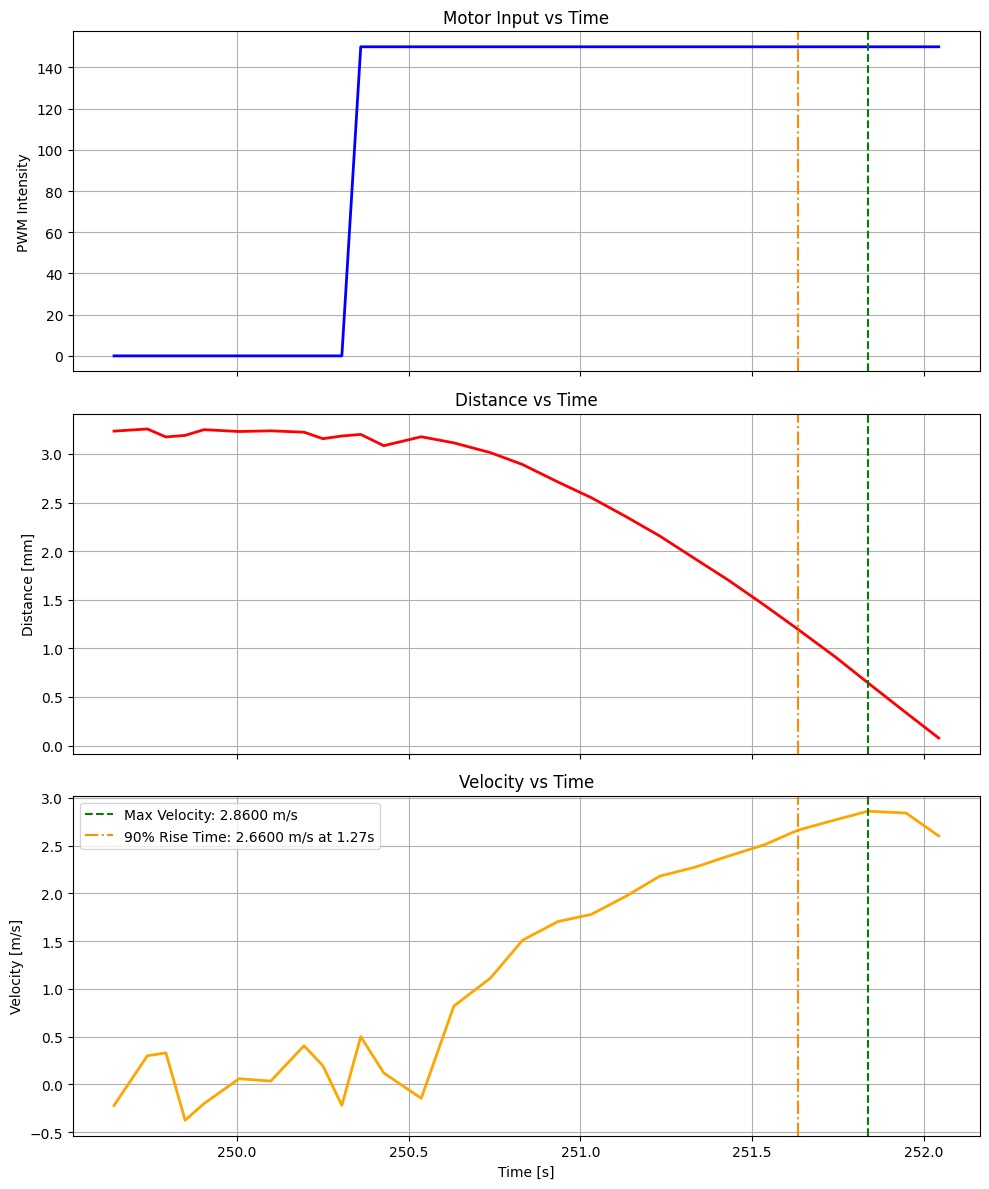 Motor Input vs Time
140
120
100
80
60
40
20
0
PWM Intensity
Distance vs Time
3.0
2.5
2.0
1.5
1.0
0.5
0.0
Distance [mm]
Velocity vs Time
Max Velocity: 2.8600 m/s
90% Rise Time: 2.6600 m/s at 1.27s
3.0
2.5
2.0
1.5
1.0
0.5
0.0
−0.5
Velocity [m/s]
250.0 250.5 251.0 251.5 252.0
Time [s]